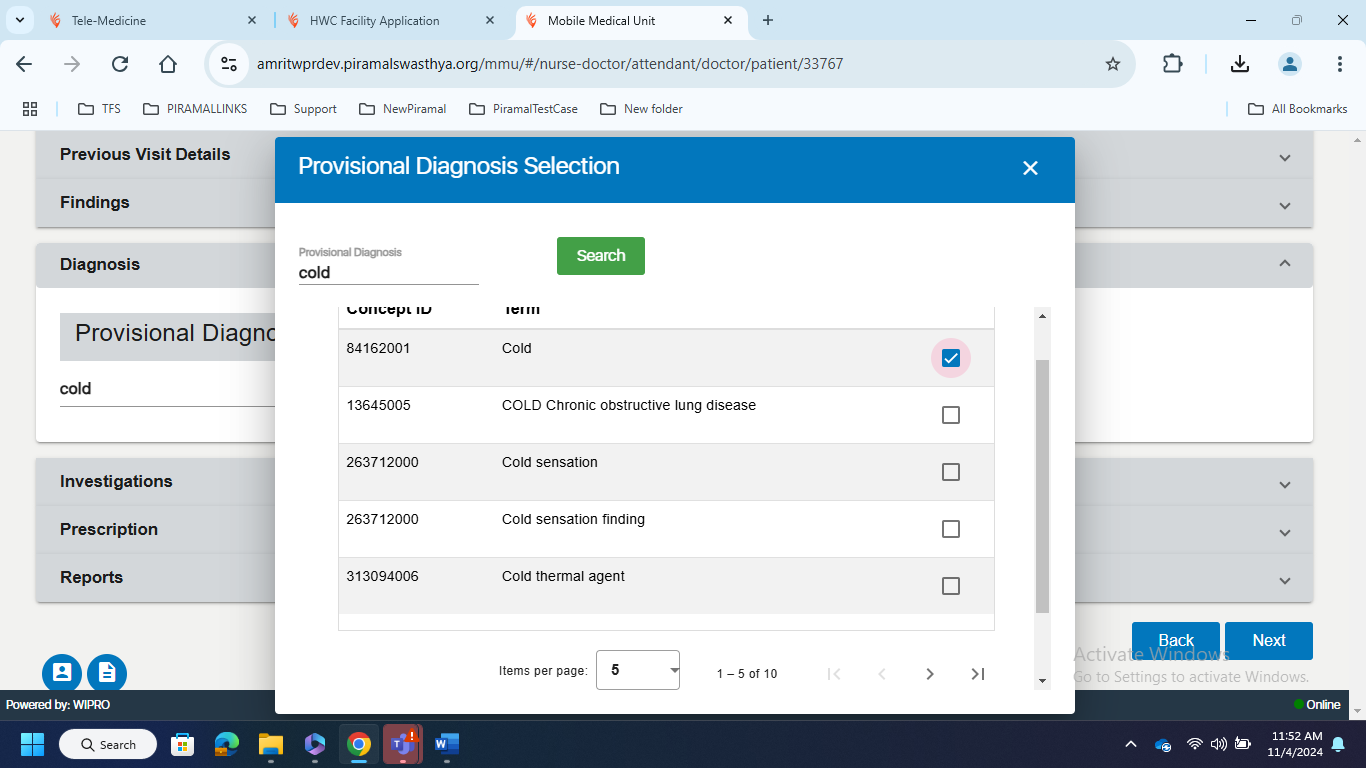 Tele-Medicine
HWC Facility Application
Mobile Medical Unit
amritwprdev.piramalswasthya.org/mmu/#/nurse-doctor/attendant/doctor/patient/33767
TFS
PIRAMALLINKS
Support
NewPiramal
PiramalTestCase
New folder
All Bookmarks
Previous Visit Details
Findings
Diagnosis
Provisional Diagno
cold
Investigations
Prescription
Reports
Provisional Diagnosis Selection
Provisional Diagnosis
cold
Search
Concept ID Term
84162001 Cold
13645005 COLD Chronic obstructive lung disease
263712000 Cold sensation
263712000 Cold sensation finding
313094006 Cold thermal agent
Items per page: 5 1 – 5 of 10
Back Next
Activate Windows
Go to Settings to activate Windows.
Powered by: WIPRO
Online
Search
11:52 AM
11/4/2024